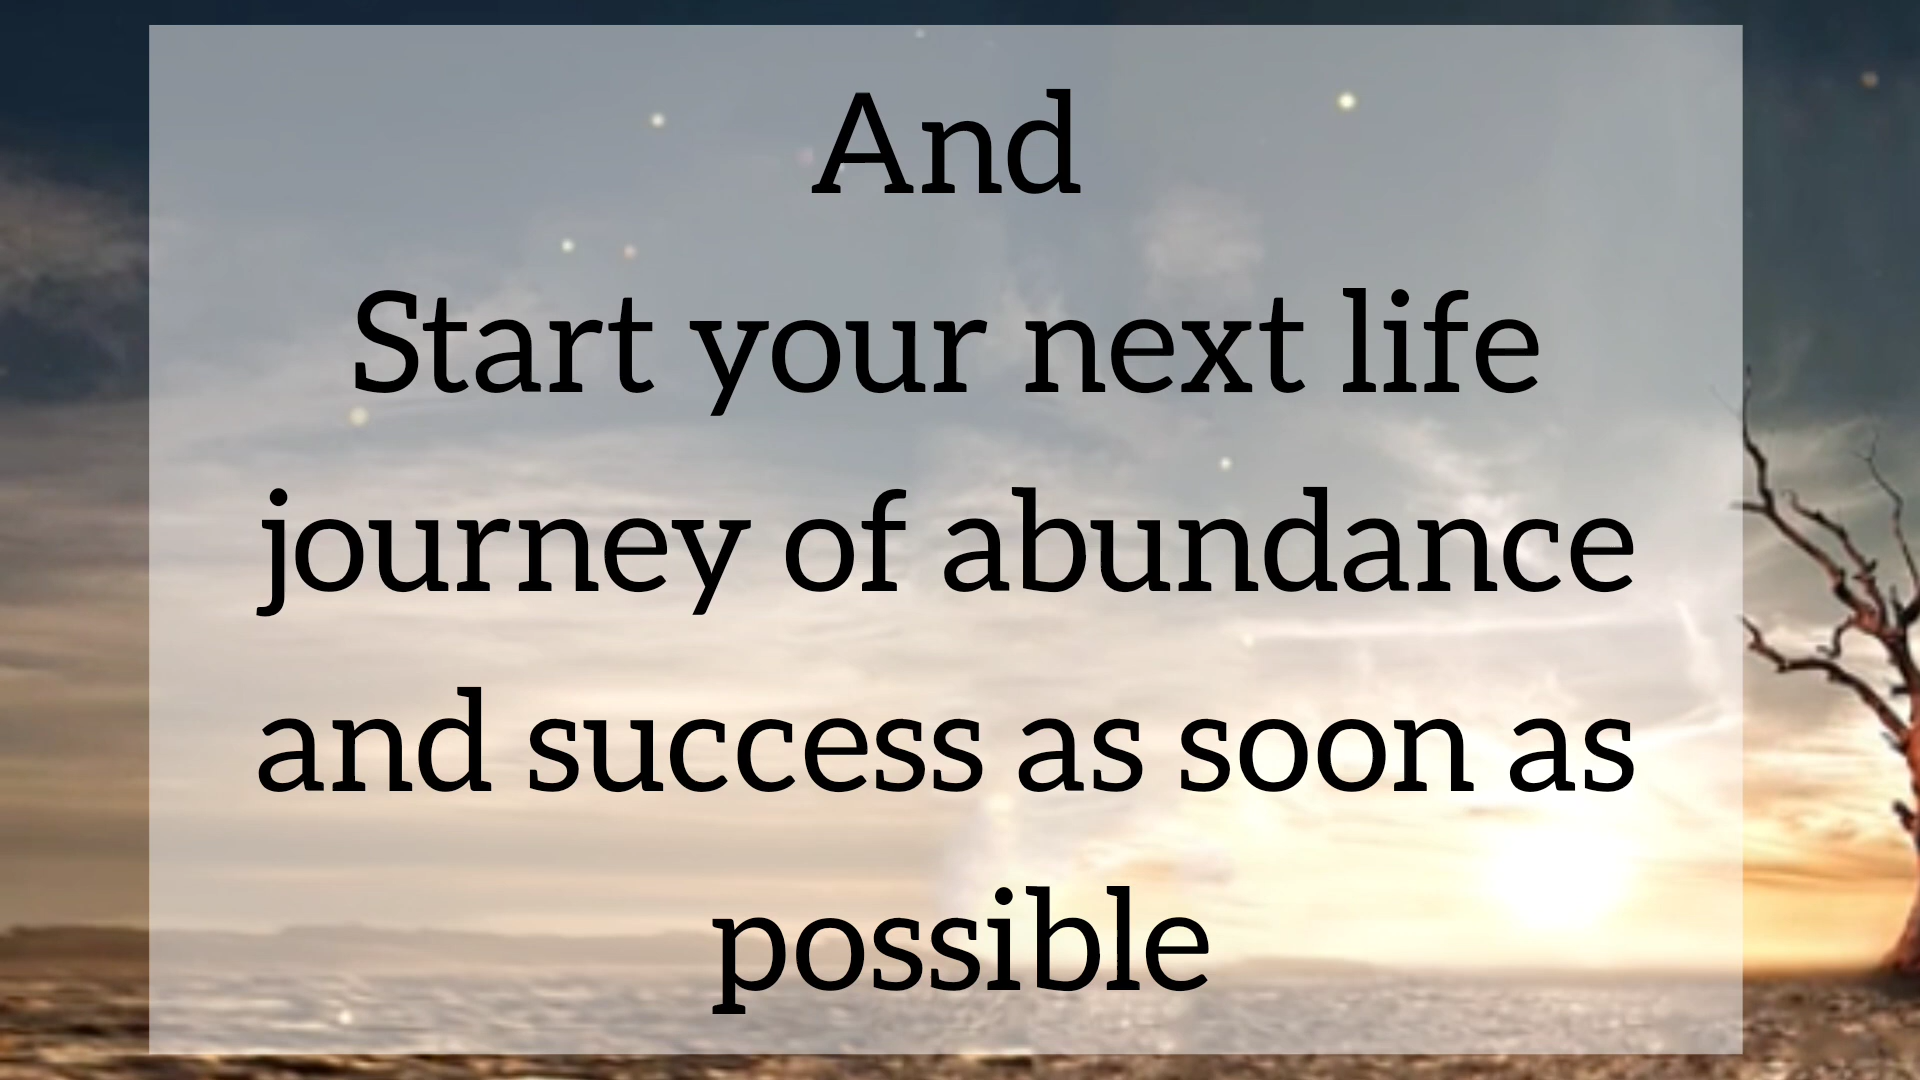 And
Start your next life
journey of abundance
and success as soon as
possible